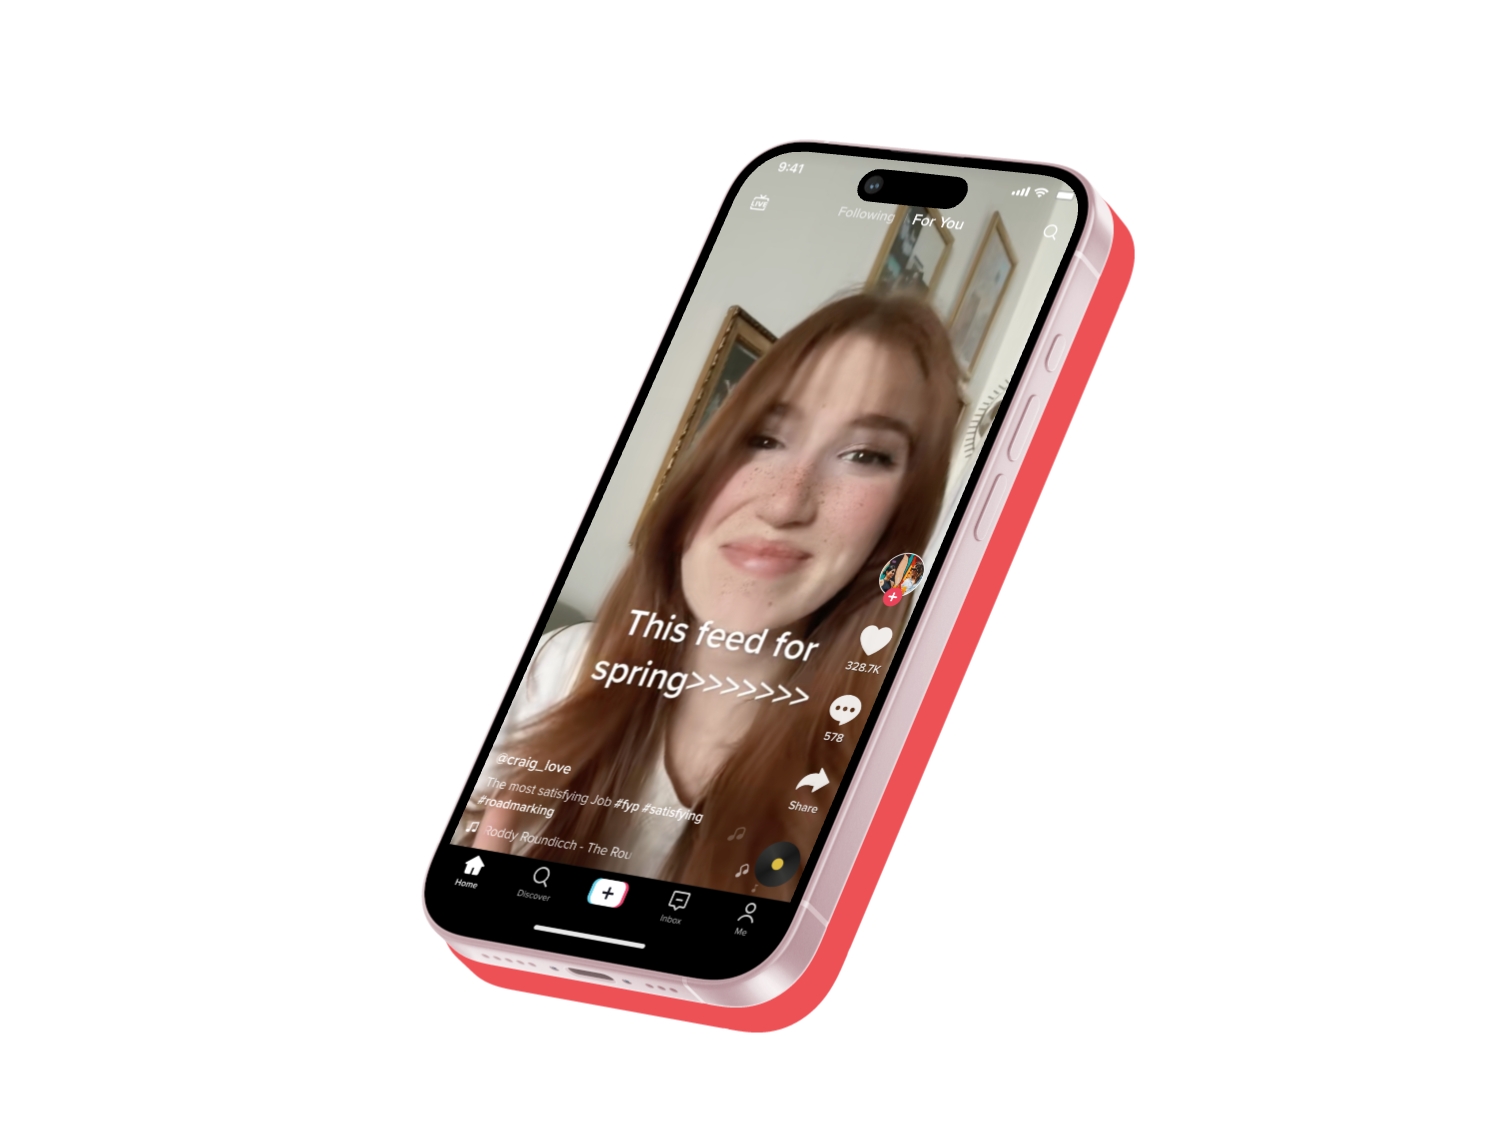 9:41
LIVE
Following
For You
This feed for
spring>>>>>>>
328.7K
578
Share
@craig_love
The most satisfying Job #fyp #satisfying
#roadmarking
Roddy Roundicch - The Rou
Home
Discover
Inbox
Me